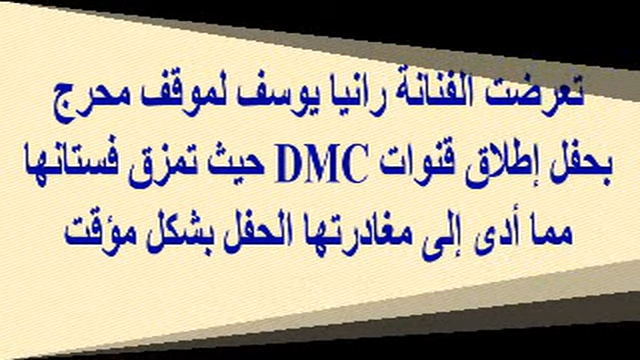 تعرضت الفنانة رانيا يوسف لموقف محرج
بحفل إطلاق قنوات DMC حيث تمزق فستانها
مما أدى إلى مغادرتها الحفل بشكل مؤقت